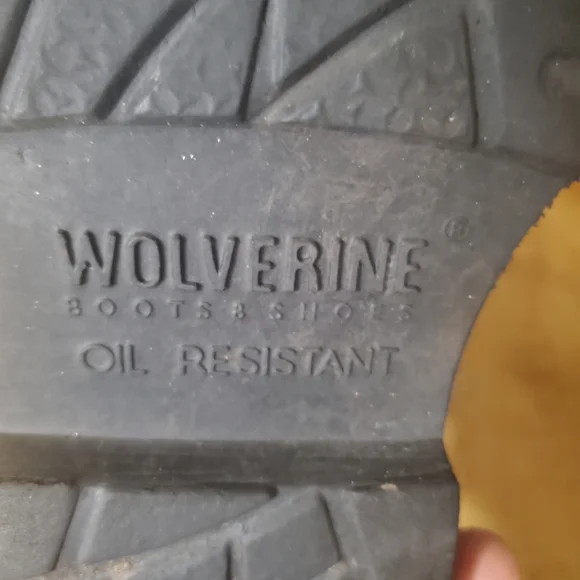 WOLVERINE®
BOOTS & SHOES
OIL RESISTANT